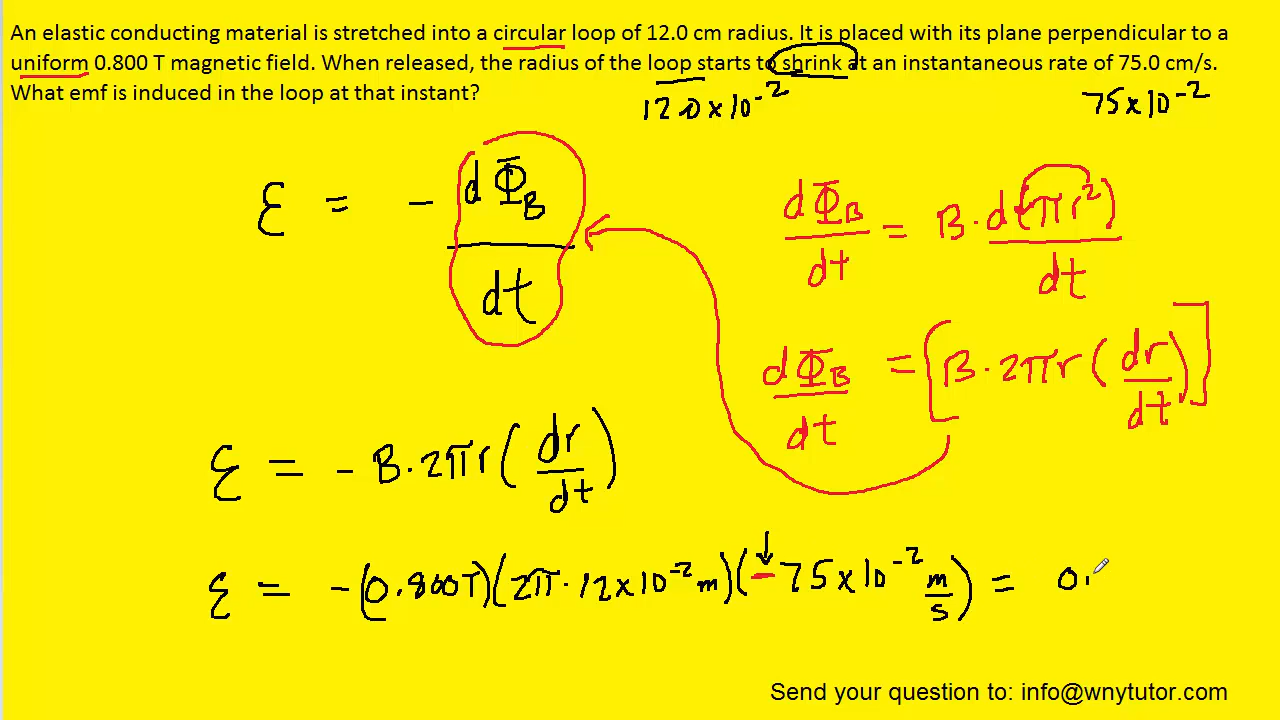 An elastic conducting material is stretched into a circular loop of 12.0 cm radius. It is placed with its plane perpendicular to a
uniform 0.800 T magnetic field. When released, the radius of the loop starts to shrink at an instantaneous rate of 75.0 cm/s.
What emf is induced in the loop at that instant?
12.0 x 10⁻² 75 x 10⁻²
ℰ = - dΦ_B/dt
dΦ_B/dt = B · d(πr²)/dt
dΦ_B/dt = [B · 2πr (dr/dt)]
ℰ = - B · 2πr (dr/dt)
ℰ = -(0.800T)(2π · 12 x 10⁻² m)(-75 x 10⁻² m/s) = 0.
Send your question to: info@wnytutor.com